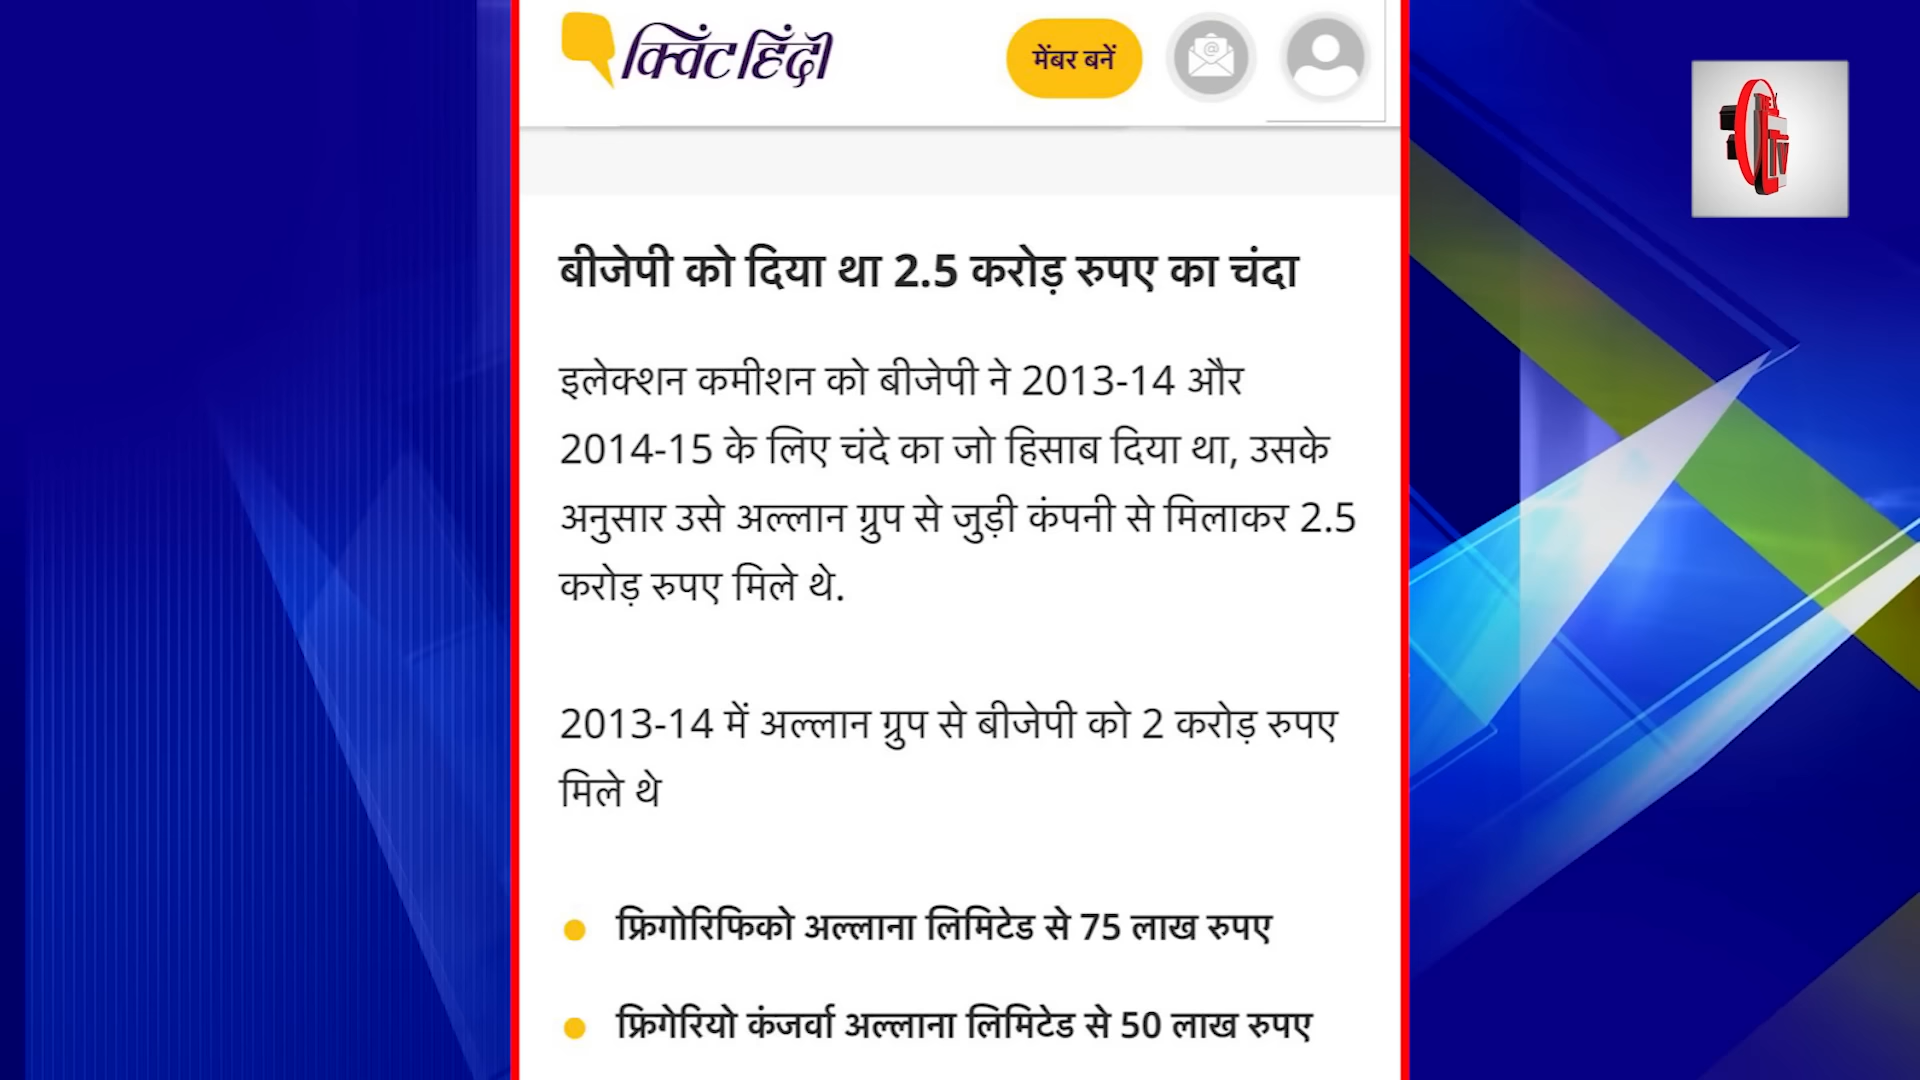 क्विंट हिंदी
मेंबर बनें
बीजेपी को दिया था 2.5 करोड़ रुपए का चंदा
इलेक्शन कमीशन को बीजेपी ने 2013-14 और
2014-15 के लिए चंदे का जो हिसाब दिया था, उसके
अनुसार उसे अल्लान ग्रुप से जुड़ी कंपनी से मिलाकर 2.5
करोड़ रुपए मिले थे.
2013-14 में अल्लान ग्रुप से बीजेपी को 2 करोड़ रुपए
मिले थे
फ्रिगोरिफिको अल्लाना लिमिटेड से 75 लाख रुपए
फ्रिगेरियो कंजर्वा अल्लाना लिमिटेड से 50 लाख रुपए